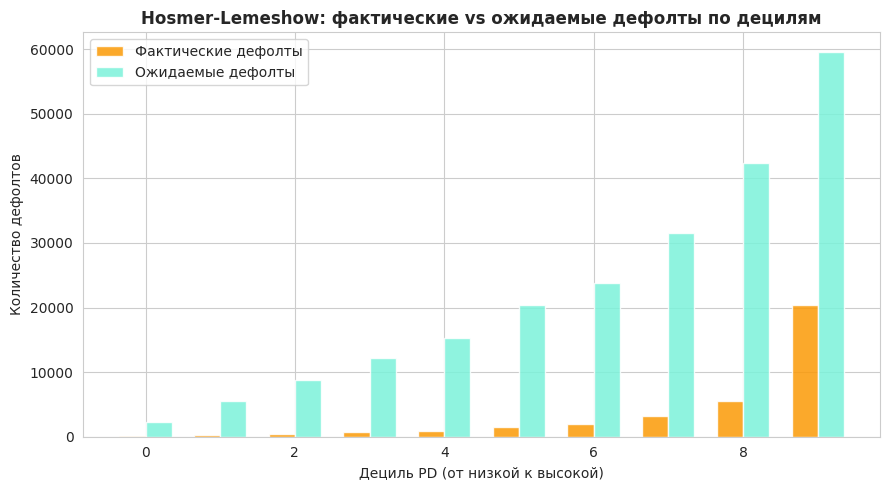 Hosmer-Lemeshow: фактические vs ожидаемые дефолты по децилям
Фактические дефолты
Ожидаемые дефолты
60000
50000
40000
30000
20000
10000
0
Количество дефолтов
0 2 4 6 8
Дециль PD (от низкой к высокой)